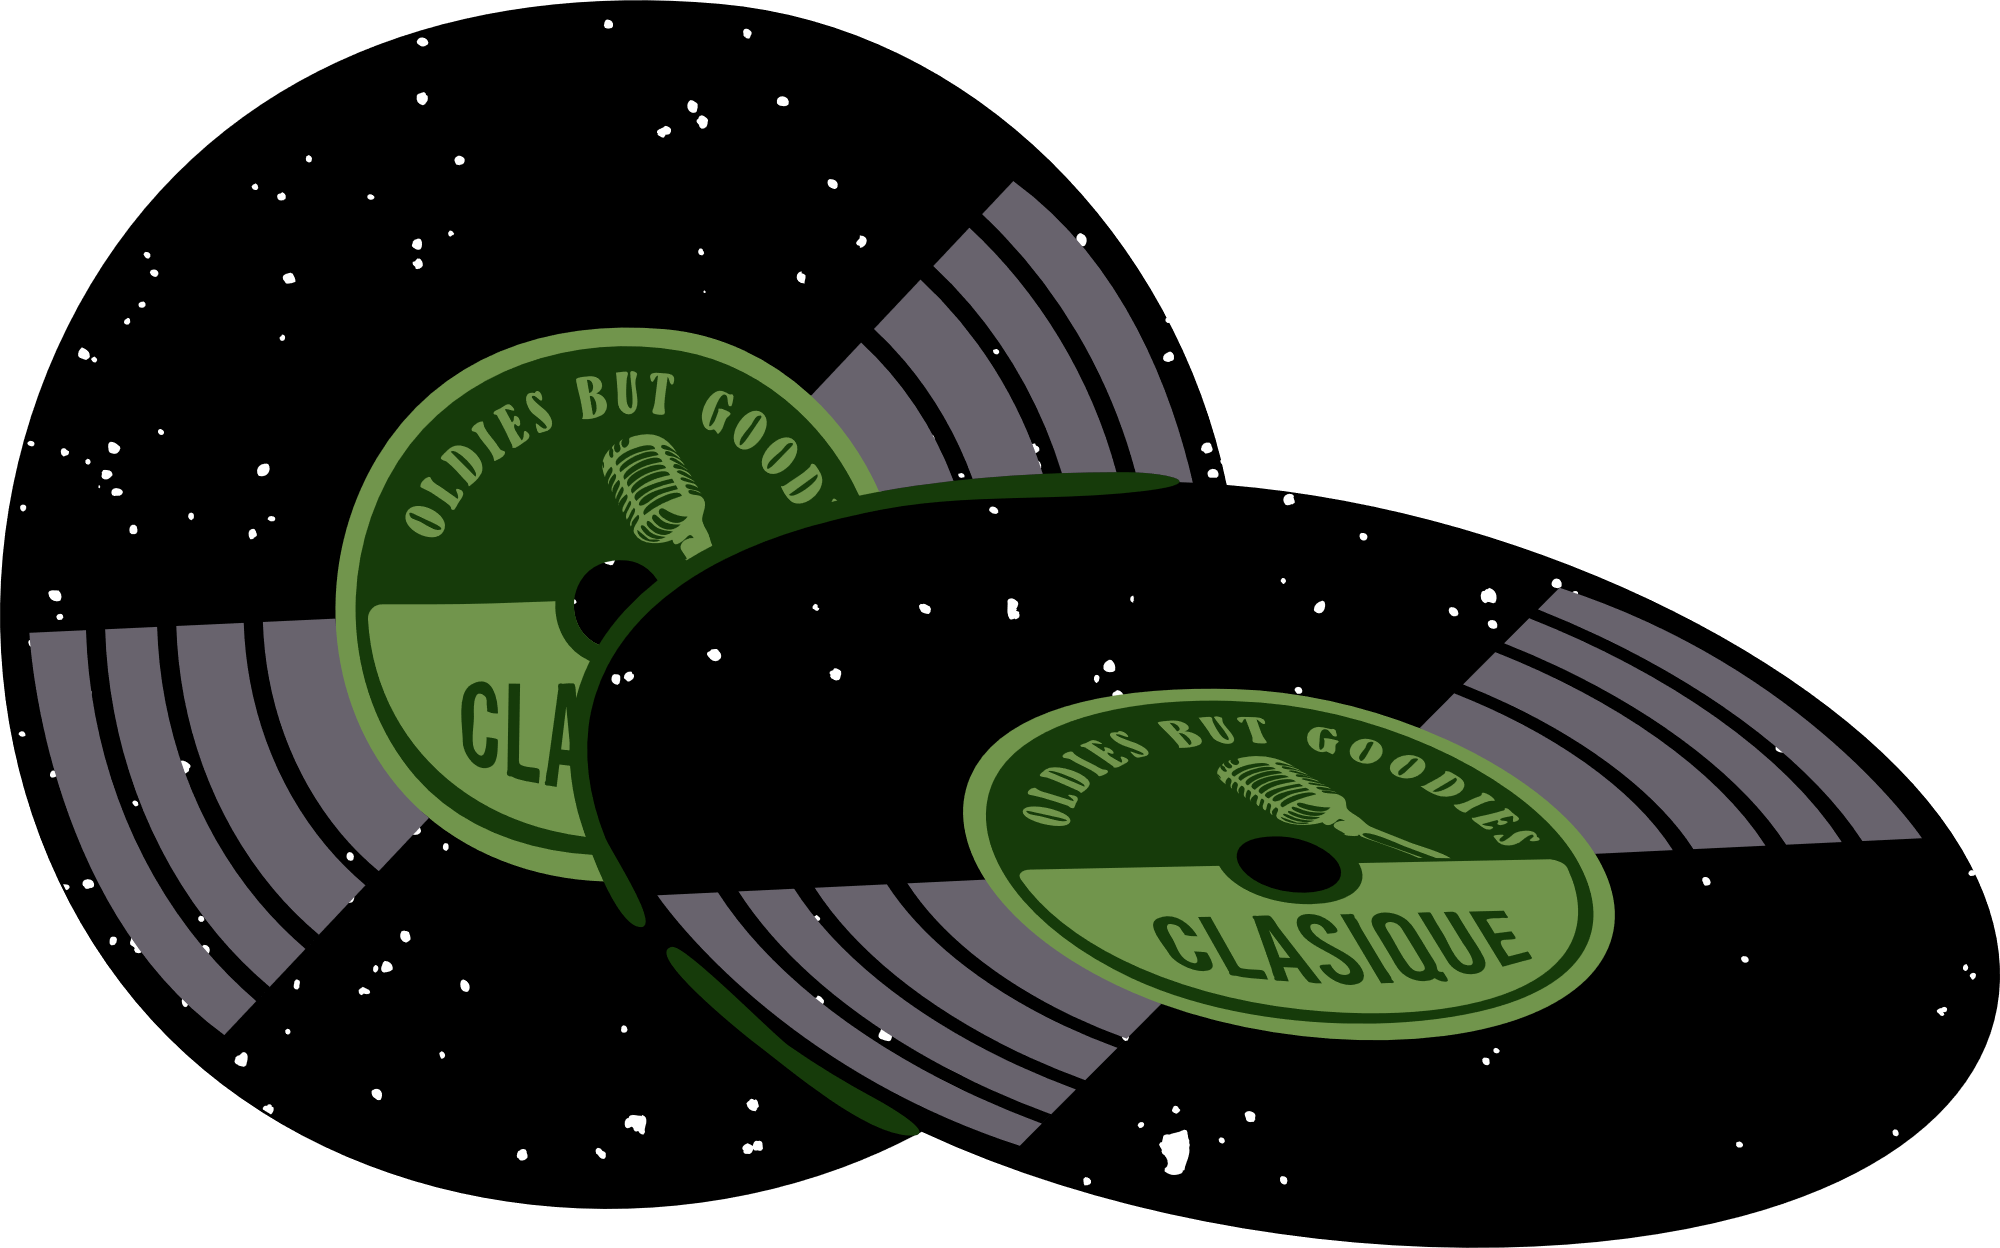 OLDIES BUT GOOD
CLA
OLDIES BUT GOODIES
CLASIQUE